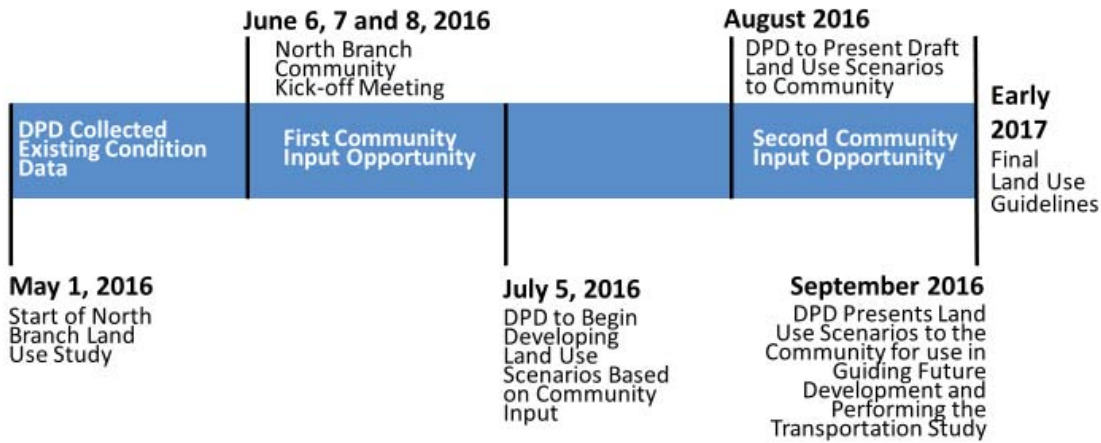 June 6, 7 and 8, 2016
North Branch
Community
Kick-off Meeting
August 2016
DPD to Present Draft
Land Use Scenarios
to Community
DPD Collected
Existing Condition
Data
First Community
Input Opportunity
Second Community
Input Opportunity
Early
2017
Final
Land Use
Guidelines
May 1, 2016
Start of North
Branch Land
Use Study
July 5, 2016
DPD to Begin
Developing
Land Use
Scenarios Based
on Community
Input
September 2016
DPD Presents Land
Use Scenarios to the
Community for use in
Guiding Future
Development and
Performing the
Transportation Study